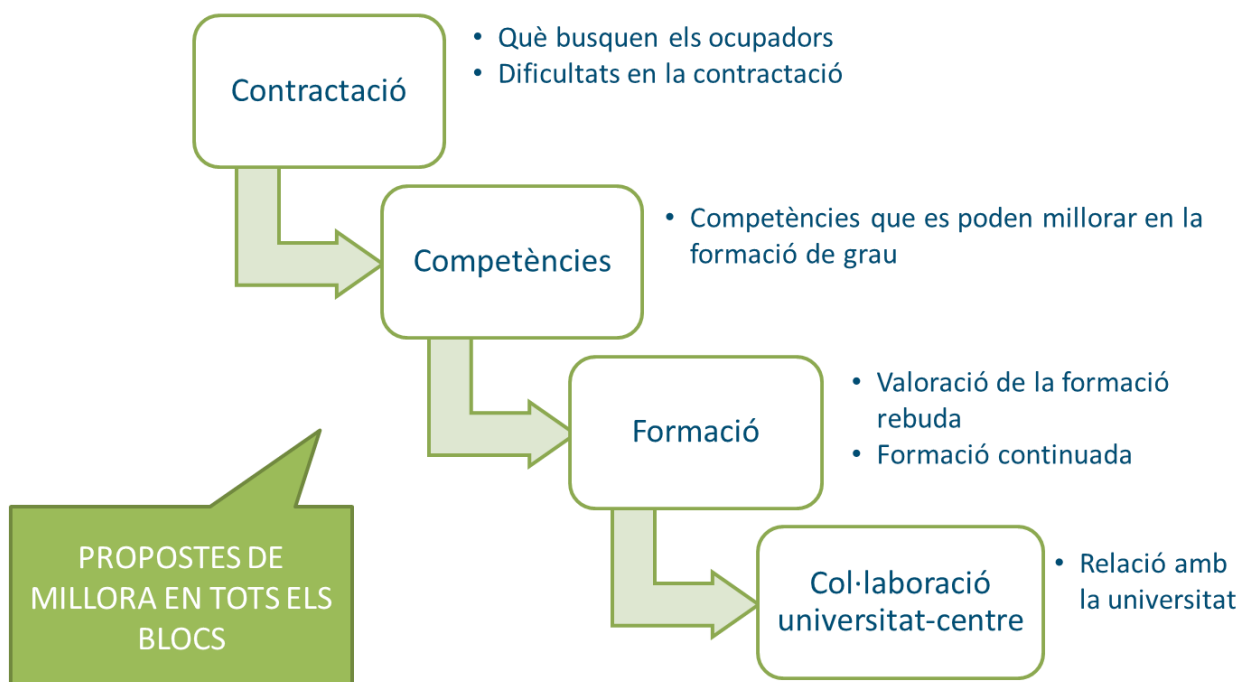 Contractació
• Què busquen els ocupadors
• Dificultats en la contractació
Competències
• Competències que es poden millorar en la
formació de grau
Formació
• Valoració de la formació
rebuda
• Formació continuada
Col·laboració
universitat-centre
• Relació amb
la universitat
PROPOSTES DE
MILLORA EN TOTS ELS
BLOCS